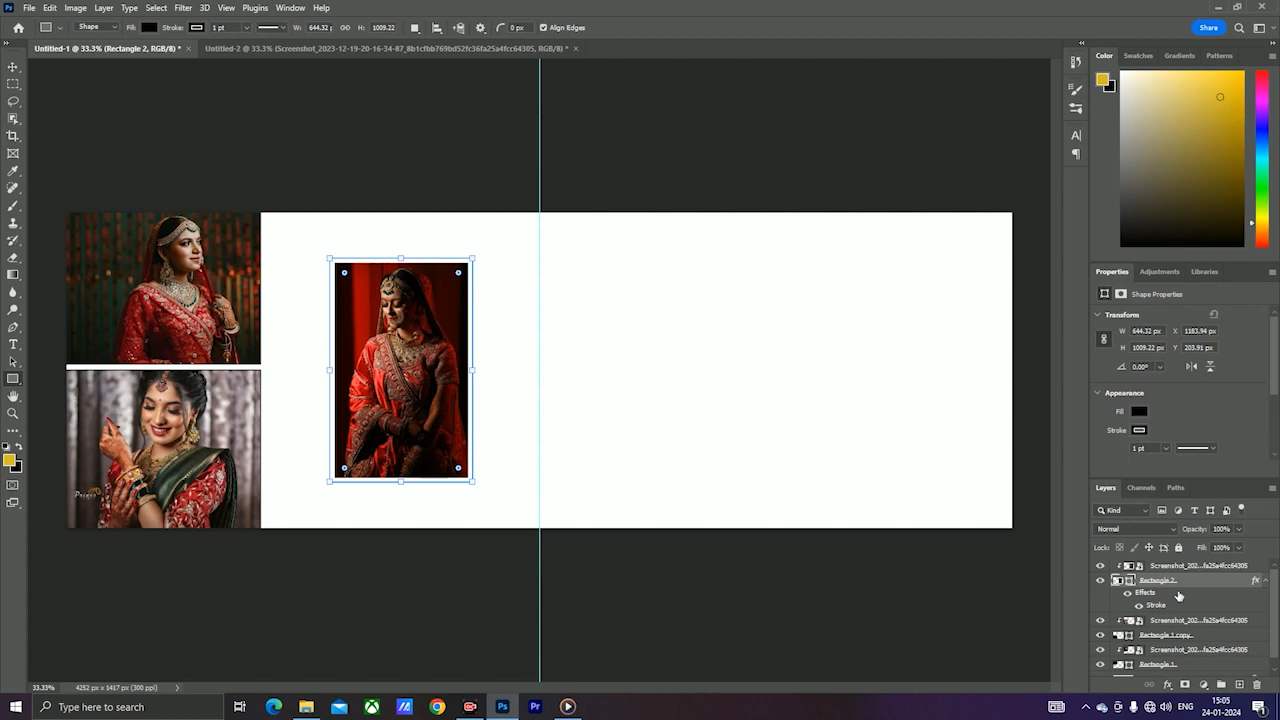 Ps File Edit Image Layer Type Select Filter 3D View Plugins Window Help
Shape Fill: Stroke: 1 pt W: 644.32 p H: 1009.22 0 px Align Edges Share
Untitled-1 @ 33.3% (Rectangle 2, RGB/8) * × Untitled-2 @ 33.3% (Screenshot_2023-12-19-20-16-34-87_8b1cfbb769bd52fc36fa25a4fcc64305, RGB/8) * ×
Color Swatches Gradients Patterns
Properties Adjustments Libraries
Shape Properties
Transform
W 644.32 px X 1183.94 px
H 1009.22 px Y 203.91 px
0.00°
Appearance
Fill
Stroke
1 pt
Layers Channels Paths
Kind
Normal Opacity: 100%
Lock: Fill: 100%
Screenshot_202...fa25a4fcc64305
Rectangle 2 fx
Effects
Stroke
Screenshot_202...fa25a4fcc64305
Rectangle 1 copy
Screenshot_202...fa25a4fcc64305
Rectangle 1
33.33% 4252 px x 1417 px (300 ppi)
Type here to search
Ps Pr
ENG 15:05
24-01-2024